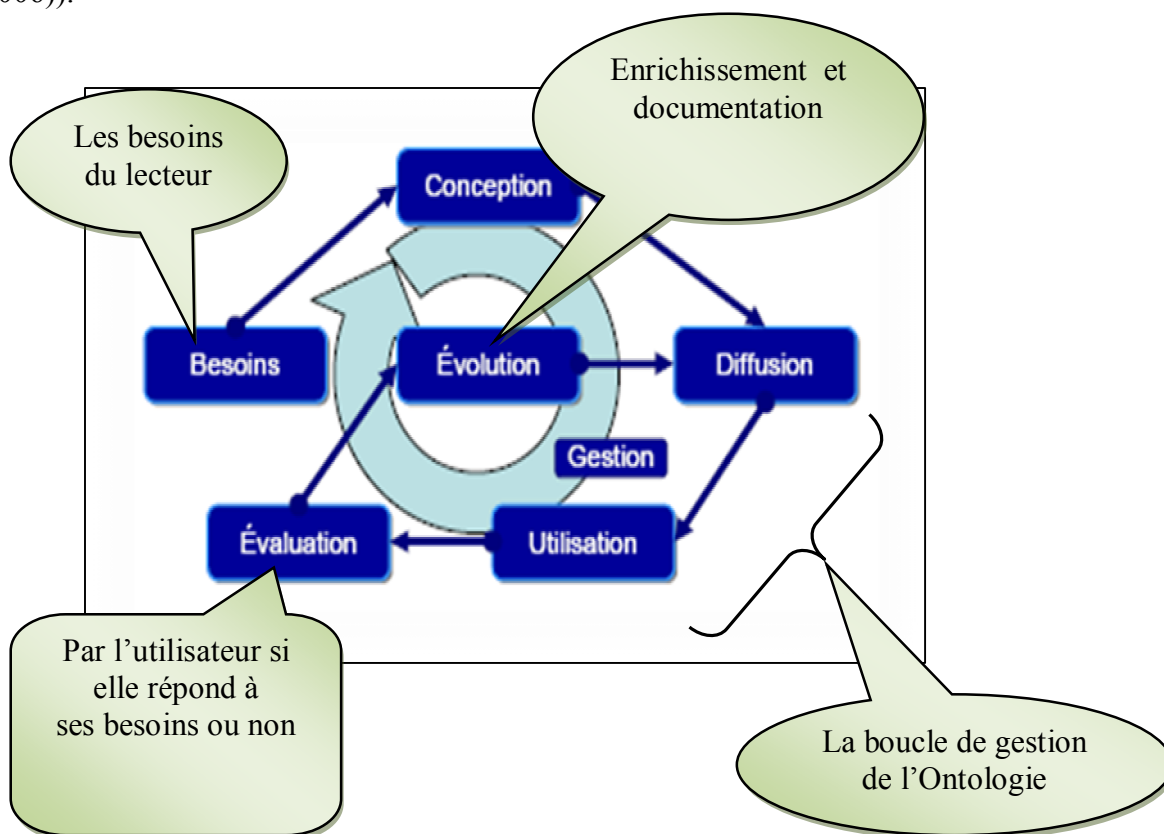 000)).
Enrichissement et
documentation
Les besoins
du lecteur
Conception
Besoins
Évolution
Diffusion
Gestion
Évaluation
Utilisation
Par l’utilisateur si
elle répond à
ses besoins ou non
La boucle de gestion
de l’Ontologie